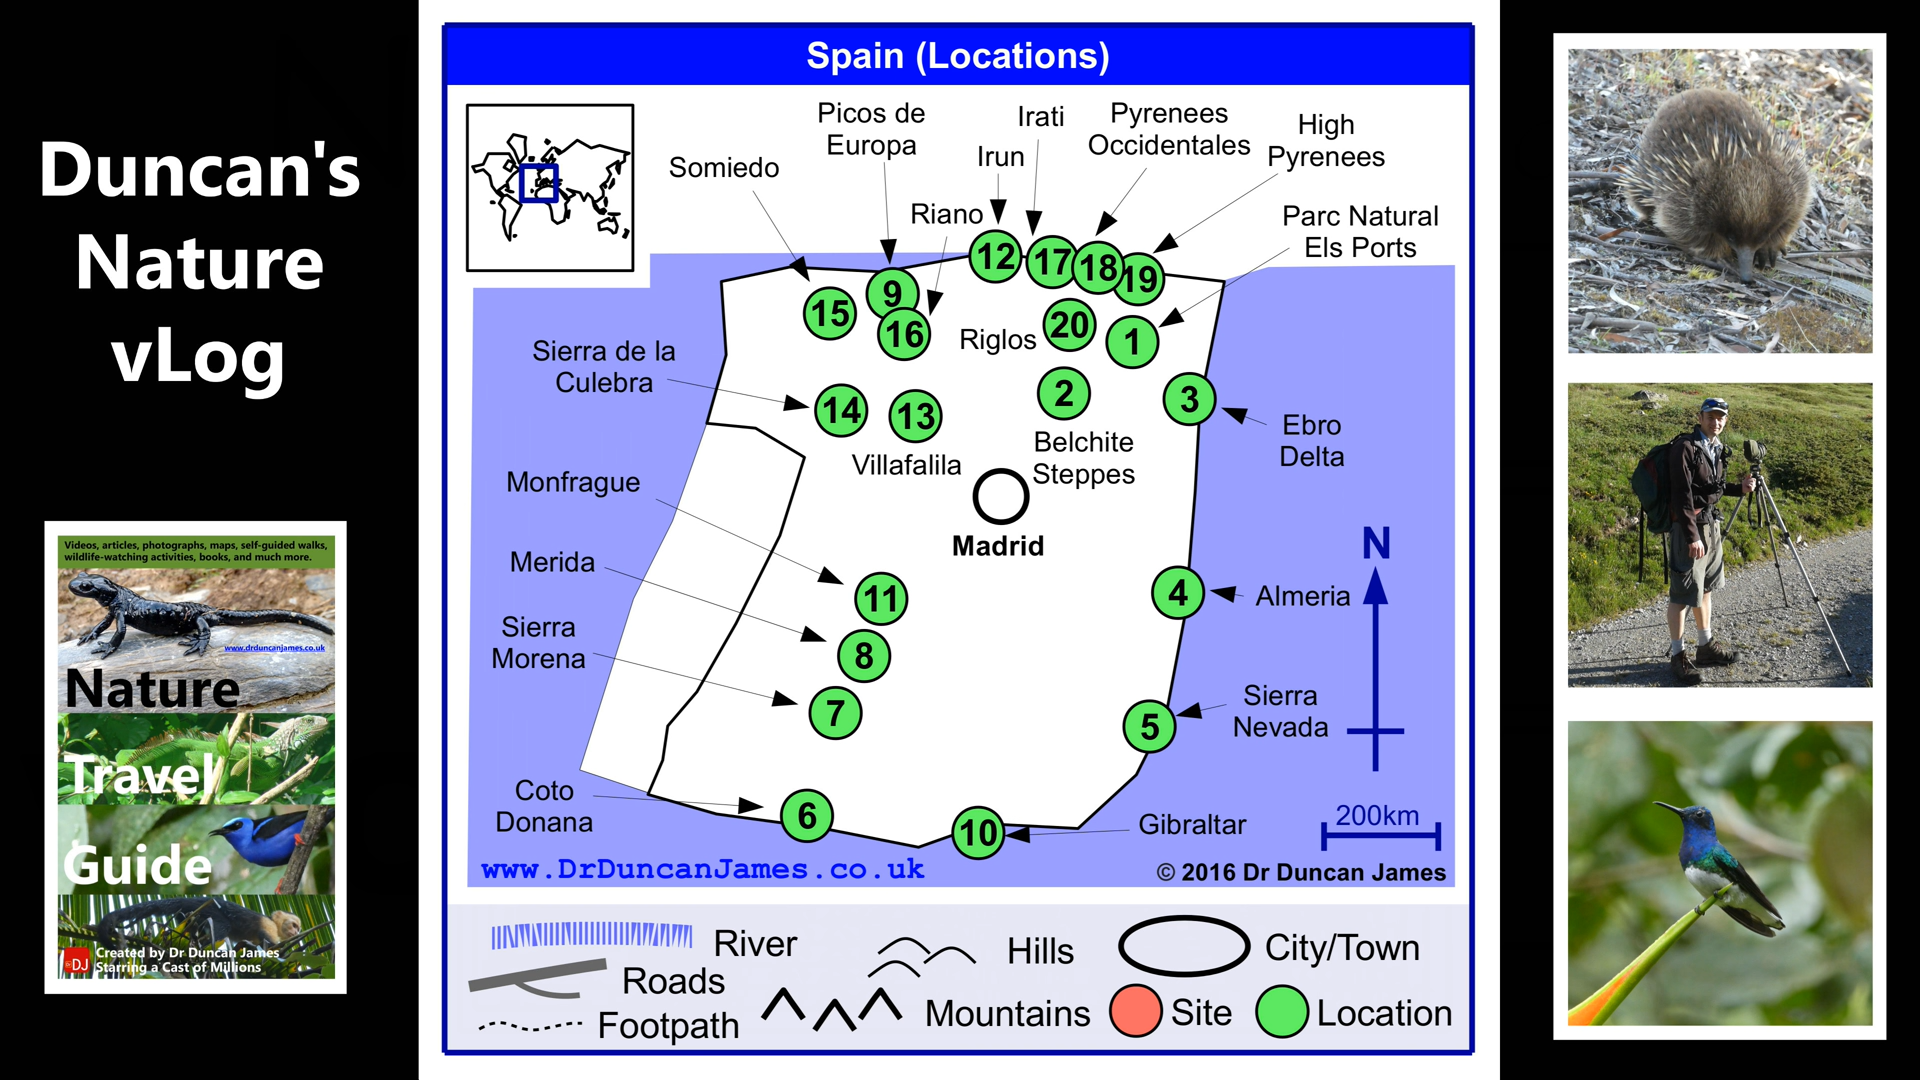 Duncan's
Nature
vLog
Videos, articles, photographs, maps, self-guided walks,
wildlife-watching activities, books, and much more.
www.drduncanjames.co.uk
Nature
Travel
Guide
@DJ
Created by Dr Duncan James
Starring a Cast of Millions
Spain (Locations)
Picos de
Europa
Irati
Pyrenees
Occidentales
High
Pyrenees
Somiedo
Irun
Riano
Parc Natural
Els Ports
12
17
18
19
9
15
16
20
1
Riglos
Sierra de la
Culebra
14
13
2
3
Villafalila
Belchite
Steppes
Ebro
Delta
Monfrague
Madrid
N
Merida
11
4
Almeria
Sierra
Morena
8
7
5
Sierra
Nevada
Coto
Donana
6
10
Gibraltar
200km
www.DrDuncanJames.co.uk
© 2016 Dr Duncan James
River
Hills
City/Town
Roads
Footpath
Mountains
Site
Location